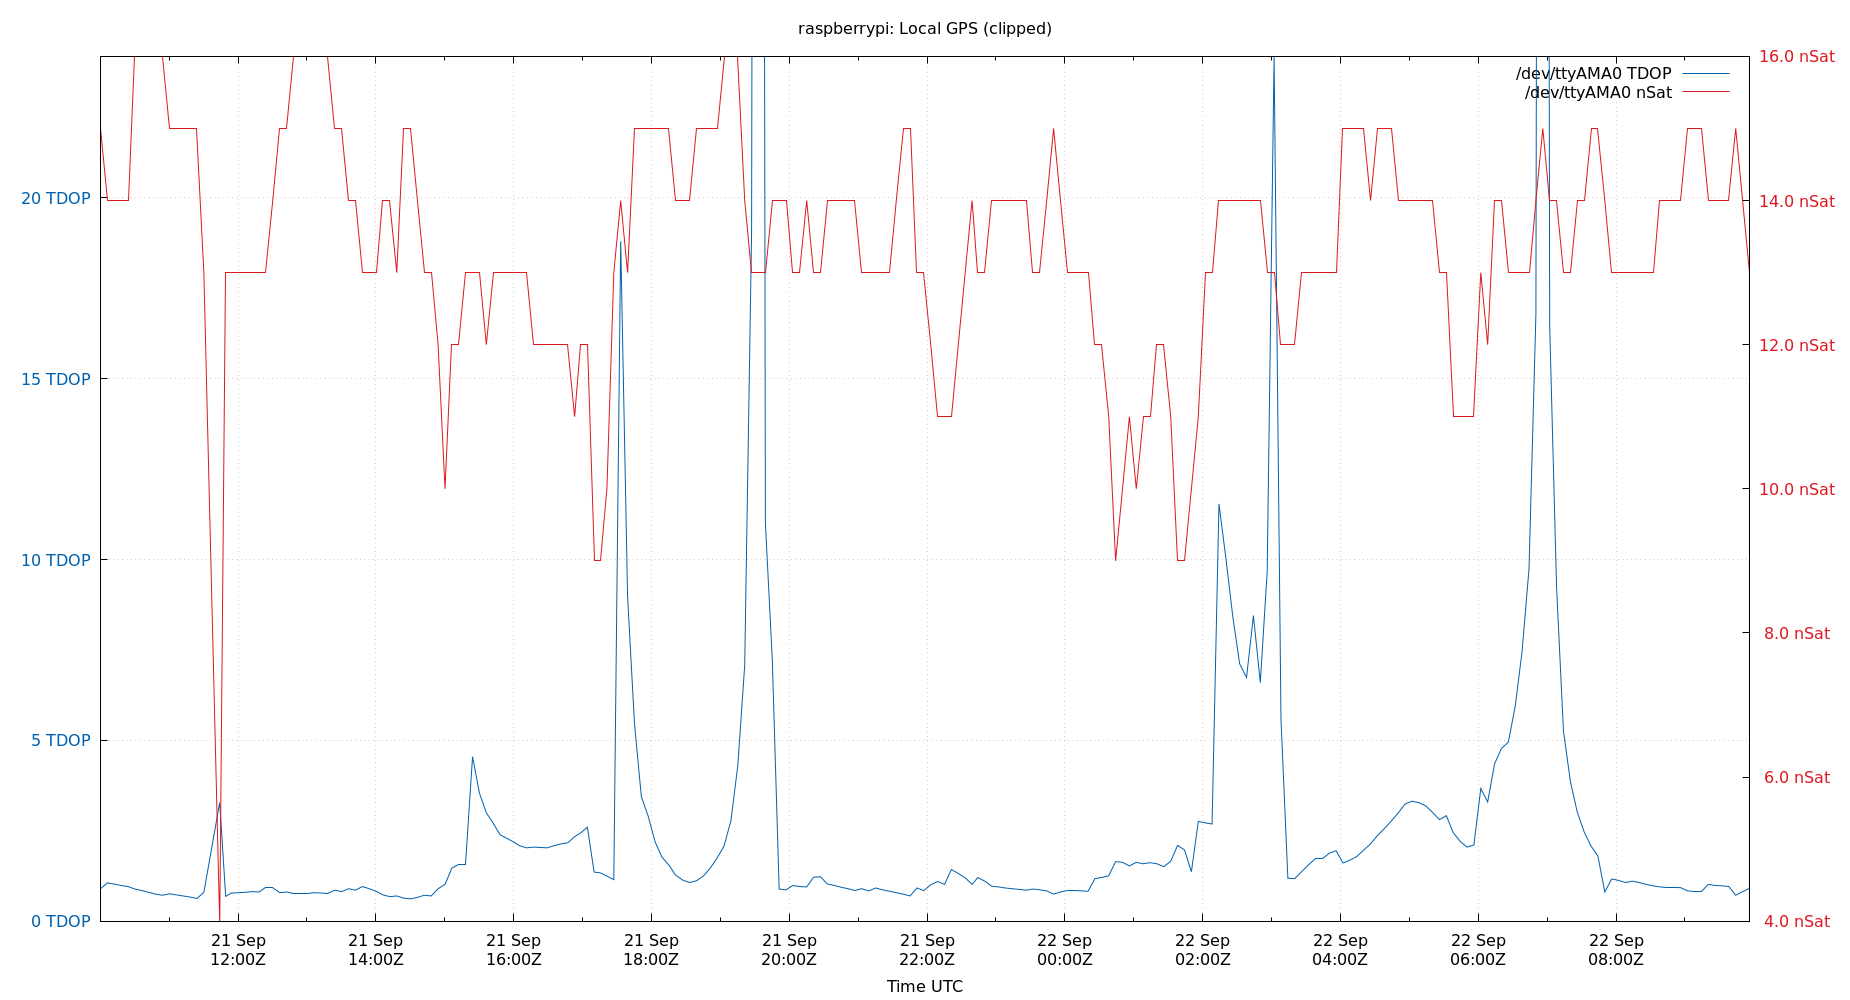 raspberrypi: Local GPS (clipped)
/dev/ttyAMA0 TDOP
/dev/ttyAMA0 nSat
20 TDOP
15 TDOP
10 TDOP
5 TDOP
0 TDOP
16.0 nSat
14.0 nSat
12.0 nSat
10.0 nSat
8.0 nSat
6.0 nSat
4.0 nSat
21 Sep
12:00Z
21 Sep
14:00Z
21 Sep
16:00Z
21 Sep
18:00Z
21 Sep
20:00Z
21 Sep
22:00Z
22 Sep
00:00Z
22 Sep
02:00Z
22 Sep
04:00Z
22 Sep
06:00Z
22 Sep
08:00Z
Time UTC